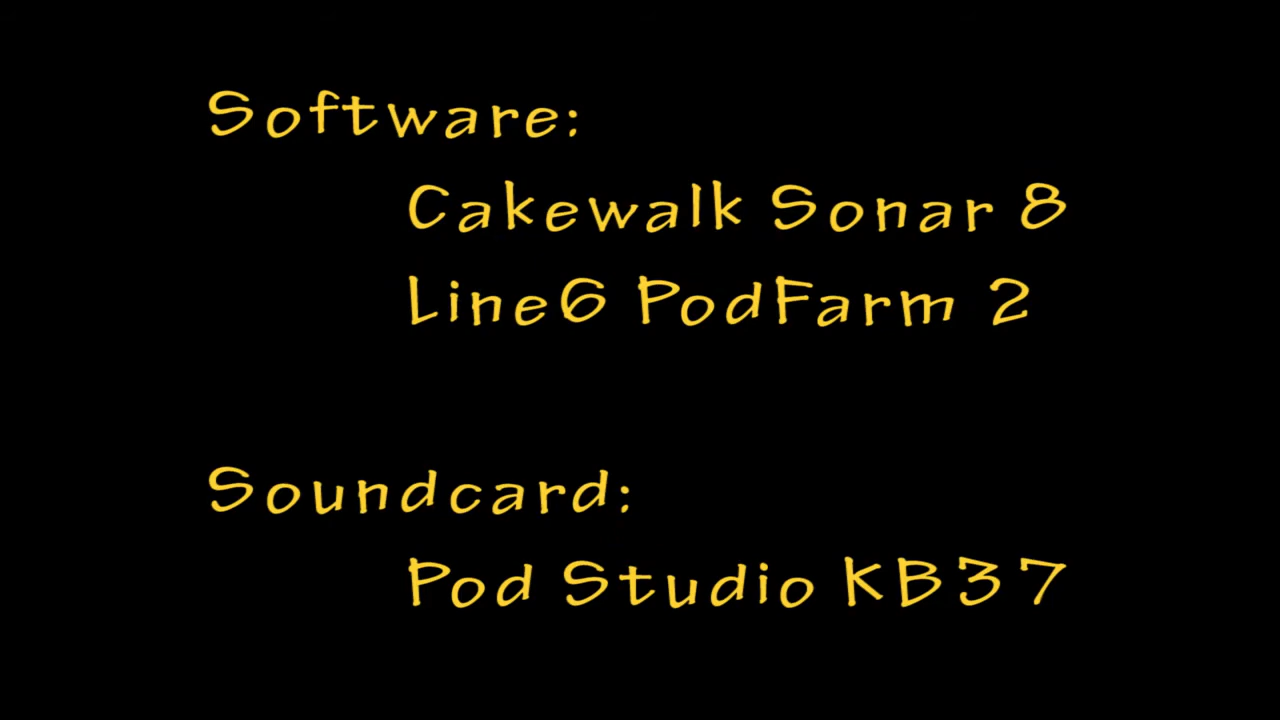 Software:
Cakewalk Sonar 8
Line6 PodFarm 2
Soundcard:
Pod Studio KB37